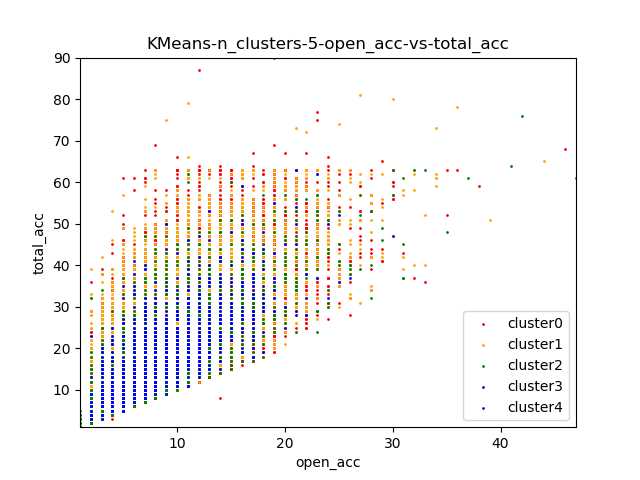 KMeans-n_clusters-5-open_acc-vs-total_acc
90
80
70
60
50
40
30
20
10
total_acc
10
20
30
40
open_acc
cluster0
cluster1
cluster2
cluster3
cluster4